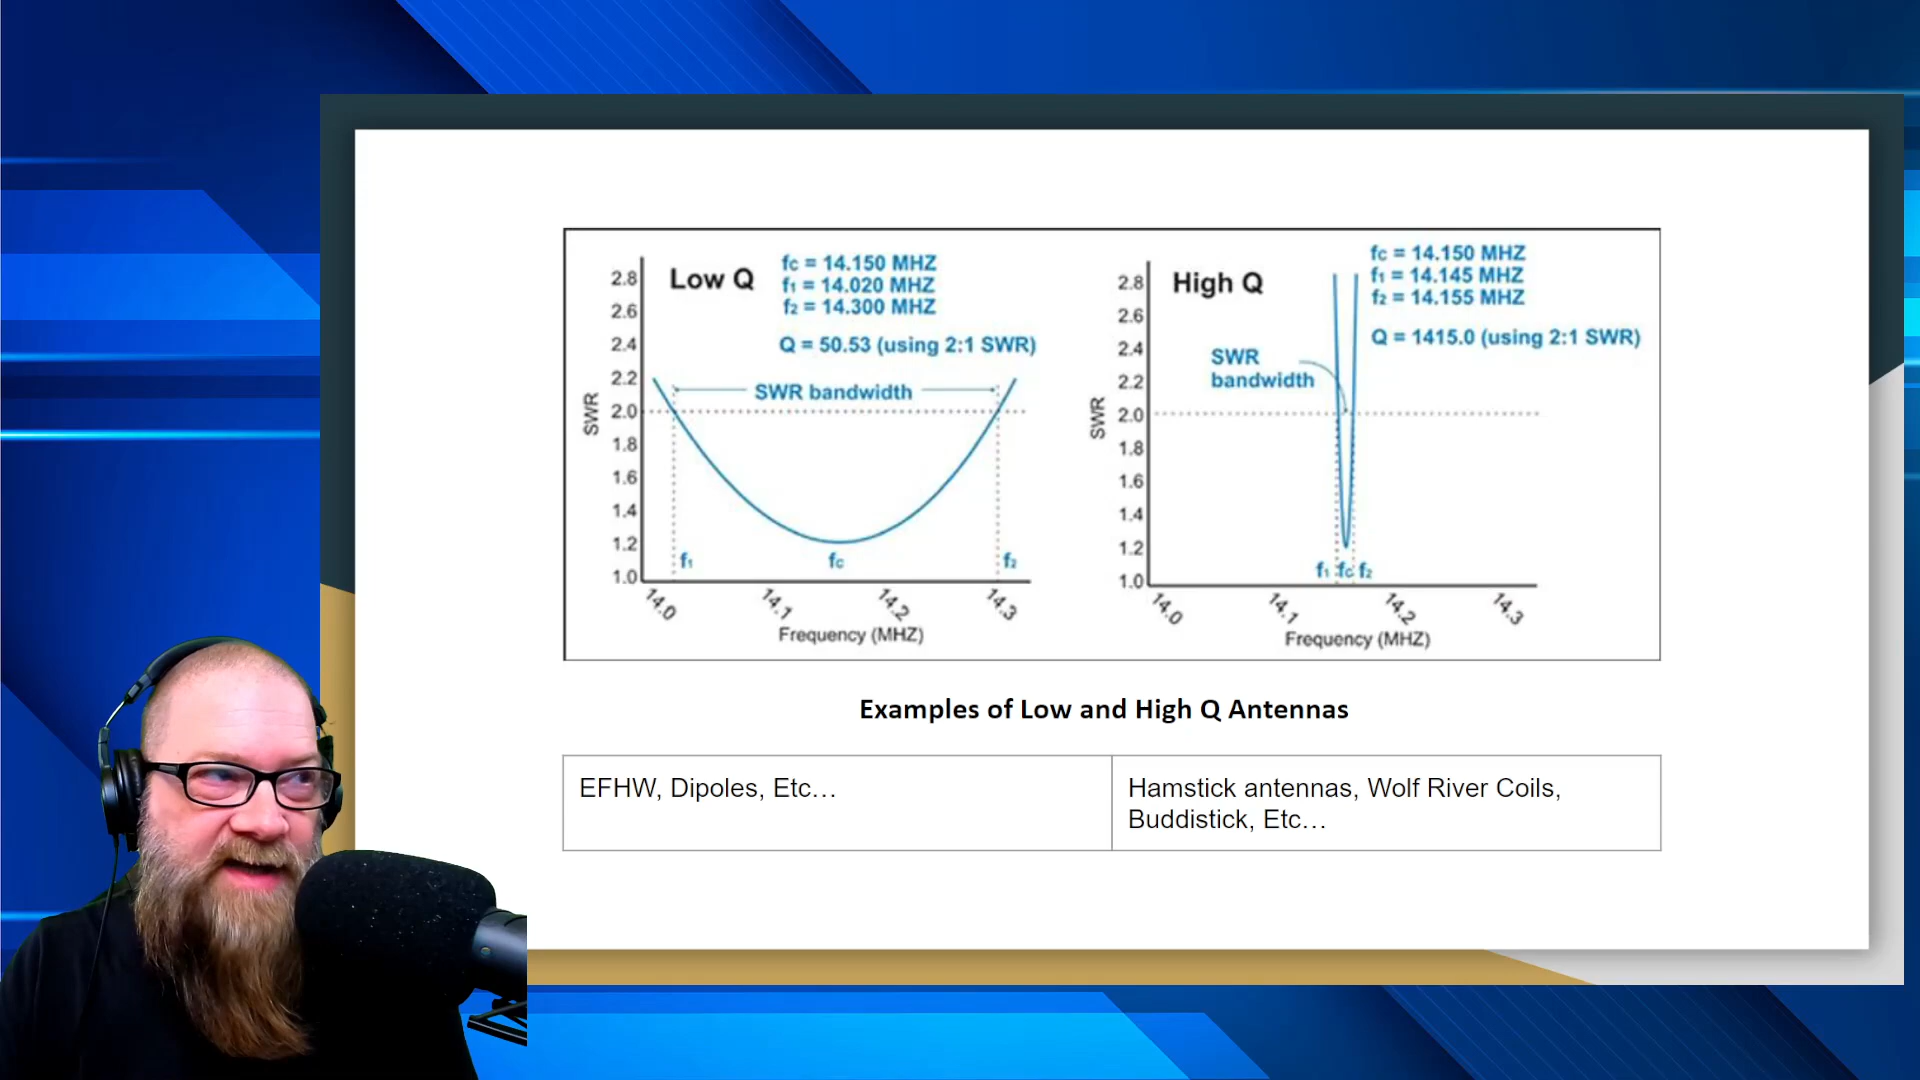 Low Q
fc = 14.150 MHZ
f₁ = 14.020 MHZ
f₂ = 14.300 MHZ
Q = 50.53 (using 2:1 SWR)
SWR bandwidth
SWR
2.8
2.6
2.4
2.2
2.0
1.8
1.6
1.4
1.2
1.0
f₁
fc
f₂
14.0
14.1
14.2
14.3
Frequency (MHZ)
High Q
fc = 14.150 MHZ
f₁ = 14.145 MHZ
f₂ = 14.155 MHZ
Q = 1415.0 (using 2:1 SWR)
SWR
bandwidth
SWR
2.8
2.6
2.4
2.2
2.0
1.8
1.6
1.4
1.2
1.0
f₁ fc f₂
14.0
14.1
14.2
14.3
Frequency (MHZ)
Examples of Low and High Q Antennas
EFHW, Dipoles, Etc…
Hamstick antennas, Wolf River Coils,
Buddistick, Etc…